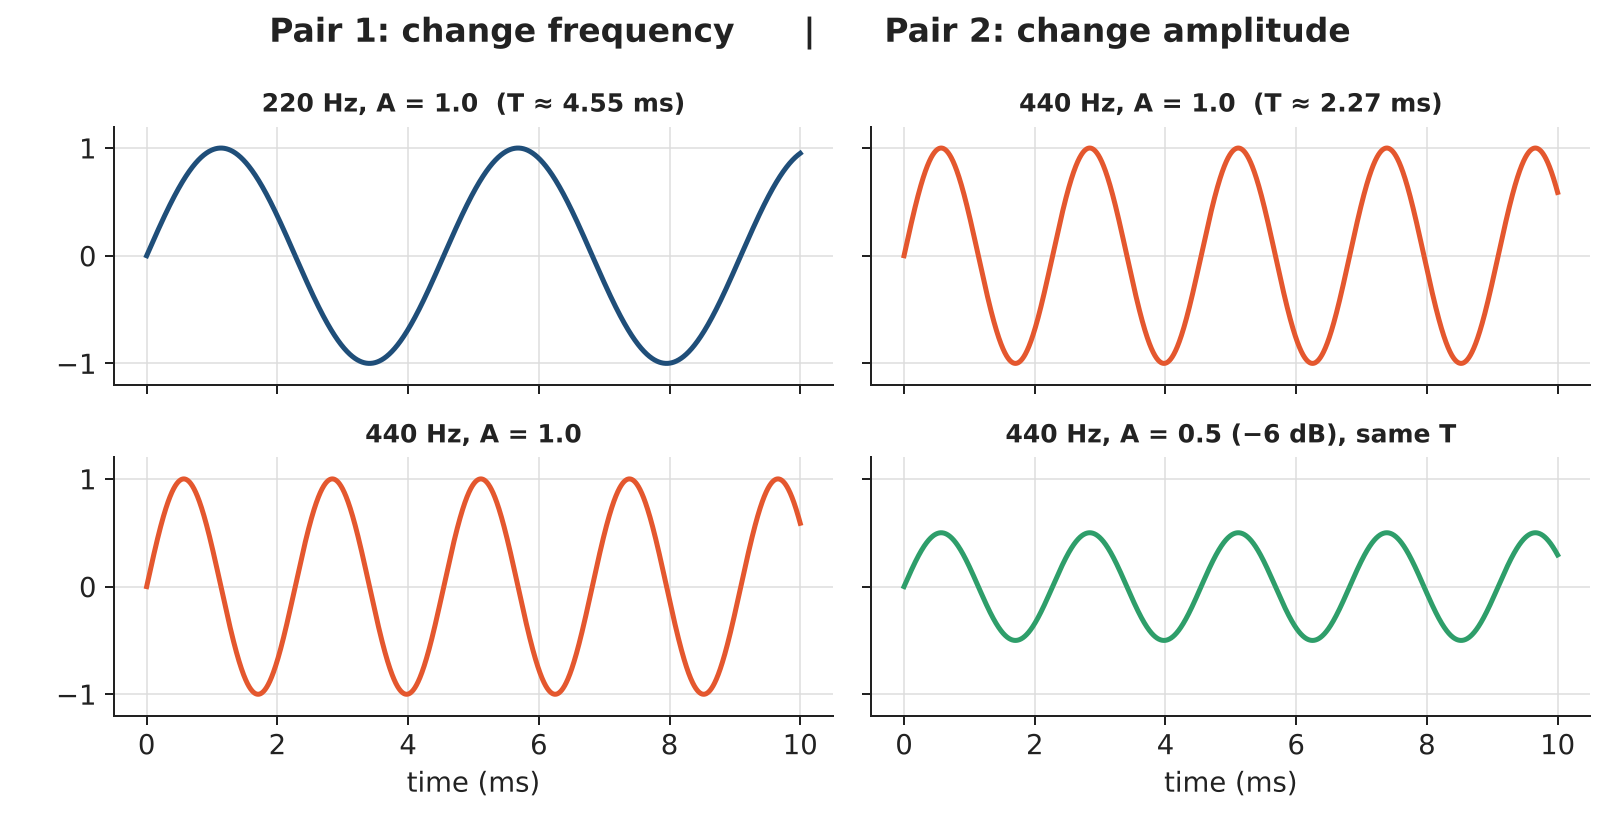 Pair 1: change frequency | Pair 2: change amplitude
220 Hz, A = 1.0 (T ≈ 4.55 ms)
1
0
−1
440 Hz, A = 1.0 (T ≈ 2.27 ms)
440 Hz, A = 1.0
1
0
−1
0 2 4 6 8 10
time (ms)
440 Hz, A = 0.5 (−6 dB), same T
0 2 4 6 8 10
time (ms)